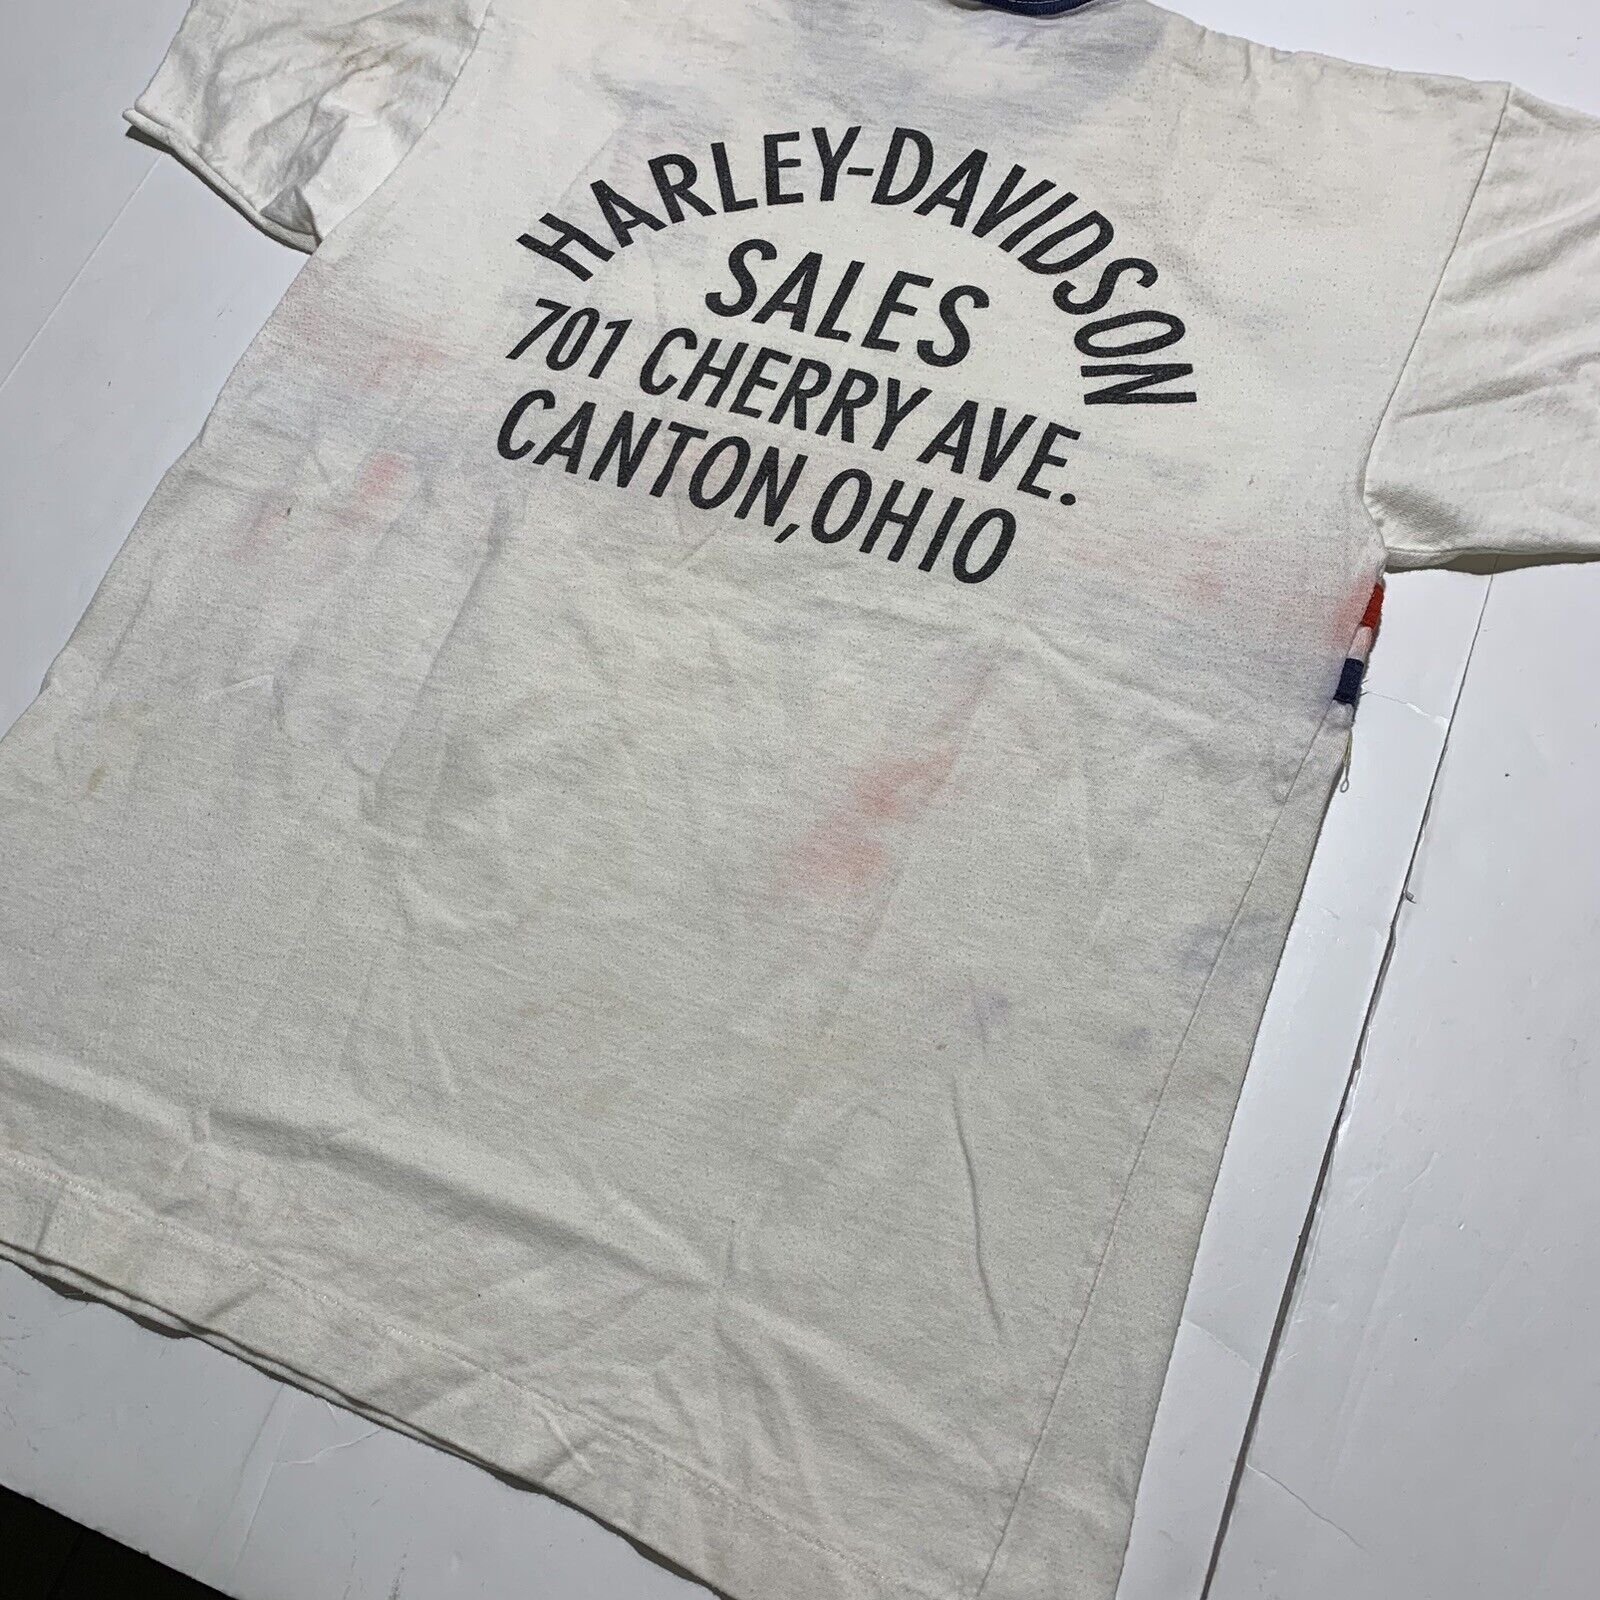 HARLEY-DAVIDSON
SALES
701 CHERRY AVE.
CANTON, OHIO